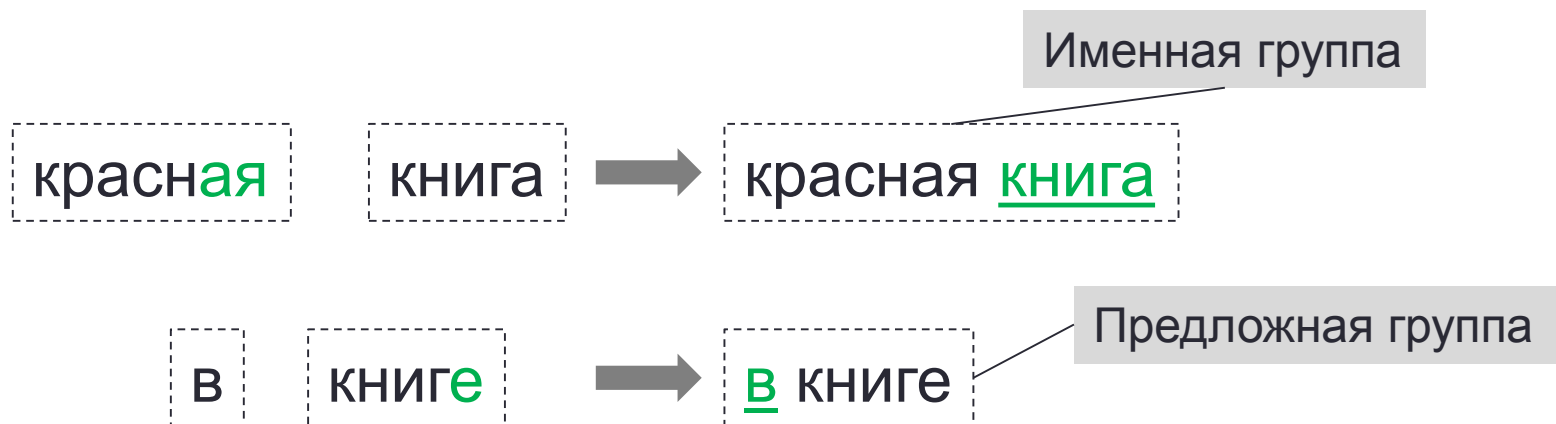 Именная группа
красная книга красная книга
Предложная группа
в книге в книге